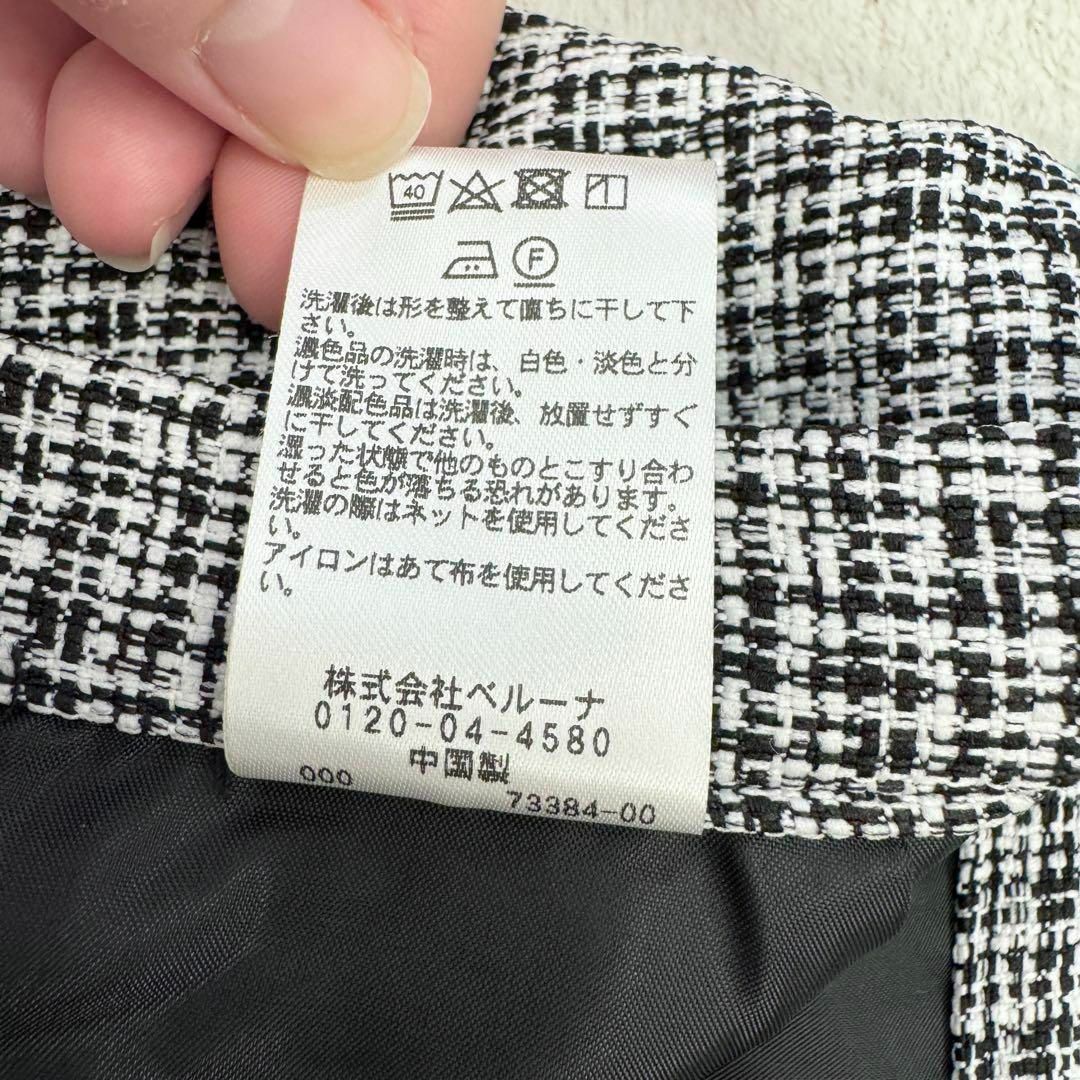 40
F
洗濯後は形を整えて直ちに干して下
さい。
濃色品の洗濯時は、白色・淡色と分
けて洗ってください。
濃淡配色品は洗濯後、放置せずすぐ
に干してください。
湿った状態で他のものとこすり合わ
せると色が落ちる恐れがあります。
洗濯の際はネットを使用してくださ
い。
アイロンはあて布を使用してくださ
い。
株式会社ベルーナ
0120-04-4580
中国製
000 73384-00